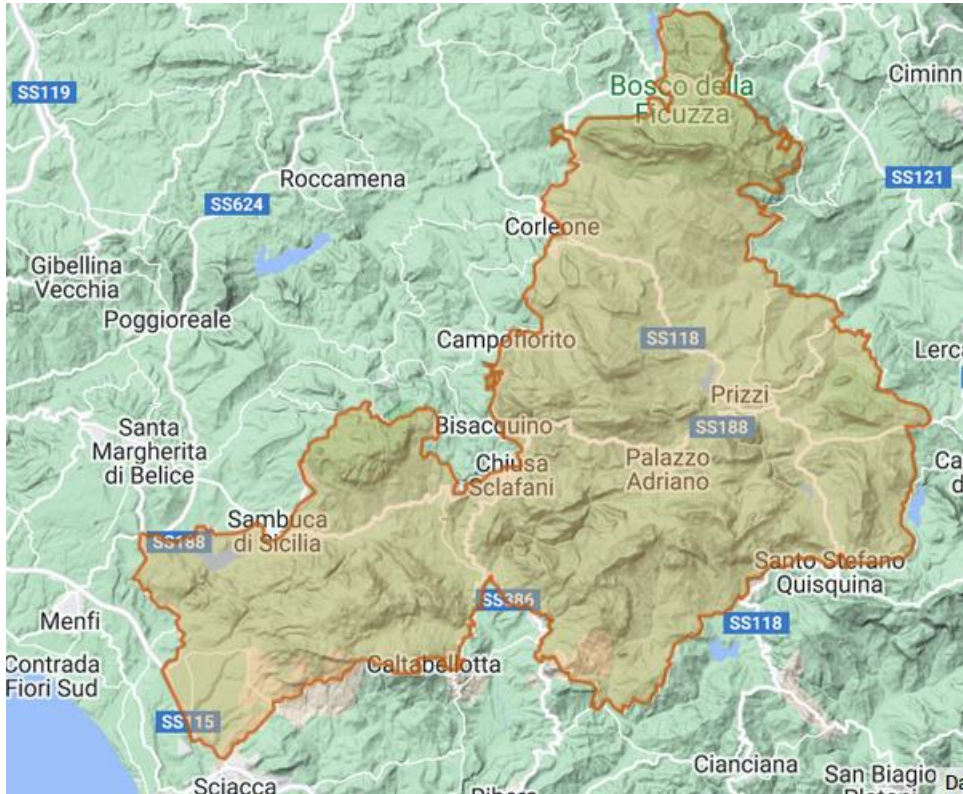 SS119
Ciminn
Bosco della
Ficuzza
Roccamena
SS121
SS624
Corleone
Gibellina
Vecchia
Poggioreale
Campofiorito
SS118
Lerca
Prizzi
Bisacquino
SS188
Santa
Margherita
di Belice
Chiusa
Sclafani
Palazzo
Adriano
Ca
d
Sambuca
di Sicilia
SS188
Santo Stefano
Quisquina
SS386
Menfi
SS118
Contrada
Fiori Sud
Caltabellotta
SS115
Cianciana
San Biagio
Sciacca
Da